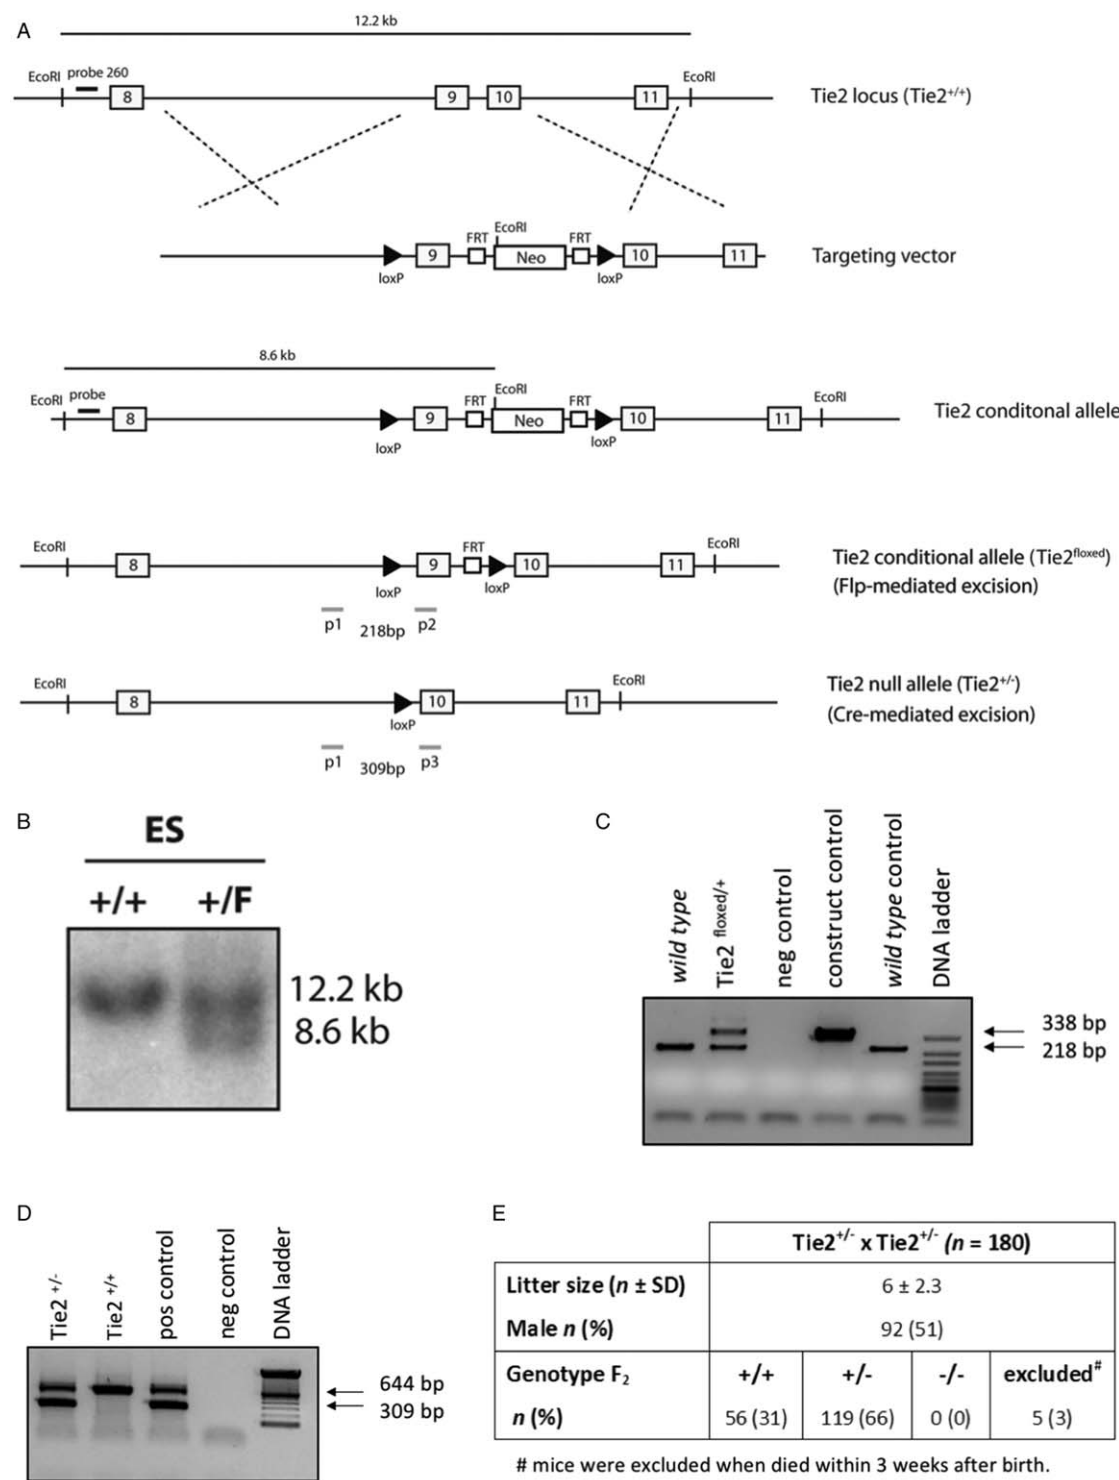 A
12.2 kb
EcoRI probe 260 EcoRI
8 9 10 11 Tie2 locus (Tie2+/+)
EcoRI
FRT FRT
9 Neo 10 11 Targeting vector
loxP loxP
8.6 kb
EcoRI probe FRT EcoRI FRT EcoRI
8 9 Neo 10 11 Tie2 conditonal allele
loxP loxP
EcoRI FRT EcoRI
8 9 10 11 Tie2 conditional allele (Tie2floxed)
loxP loxP (Flp-mediated excision)
p1 218bp p2
EcoRI EcoRI
8 10 11 Tie2 null allele (Tie2+/-)
loxP (Cre-mediated excision)
p1 309bp p3
B
ES
+/+ +/F
12.2 kb
8.6 kb
C
wild type
Tie2 floxed/+
neg control
construct control
wild type control
DNA ladder
338 bp
218 bp
D
Tie2 +/-
Tie2 +/+
pos control
neg control
DNA ladder
644 bp
309 bp
E
Tie2+/- x Tie2+/- (n = 180)
Litter size (n ± SD) 6 ± 2.3
Male n (%) 92 (51)
Genotype F2 +/+ +/- -/- excluded#
n (%) 56 (31) 119 (66) 0 (0) 5 (3)
# mice were excluded when died within 3 weeks after birth.